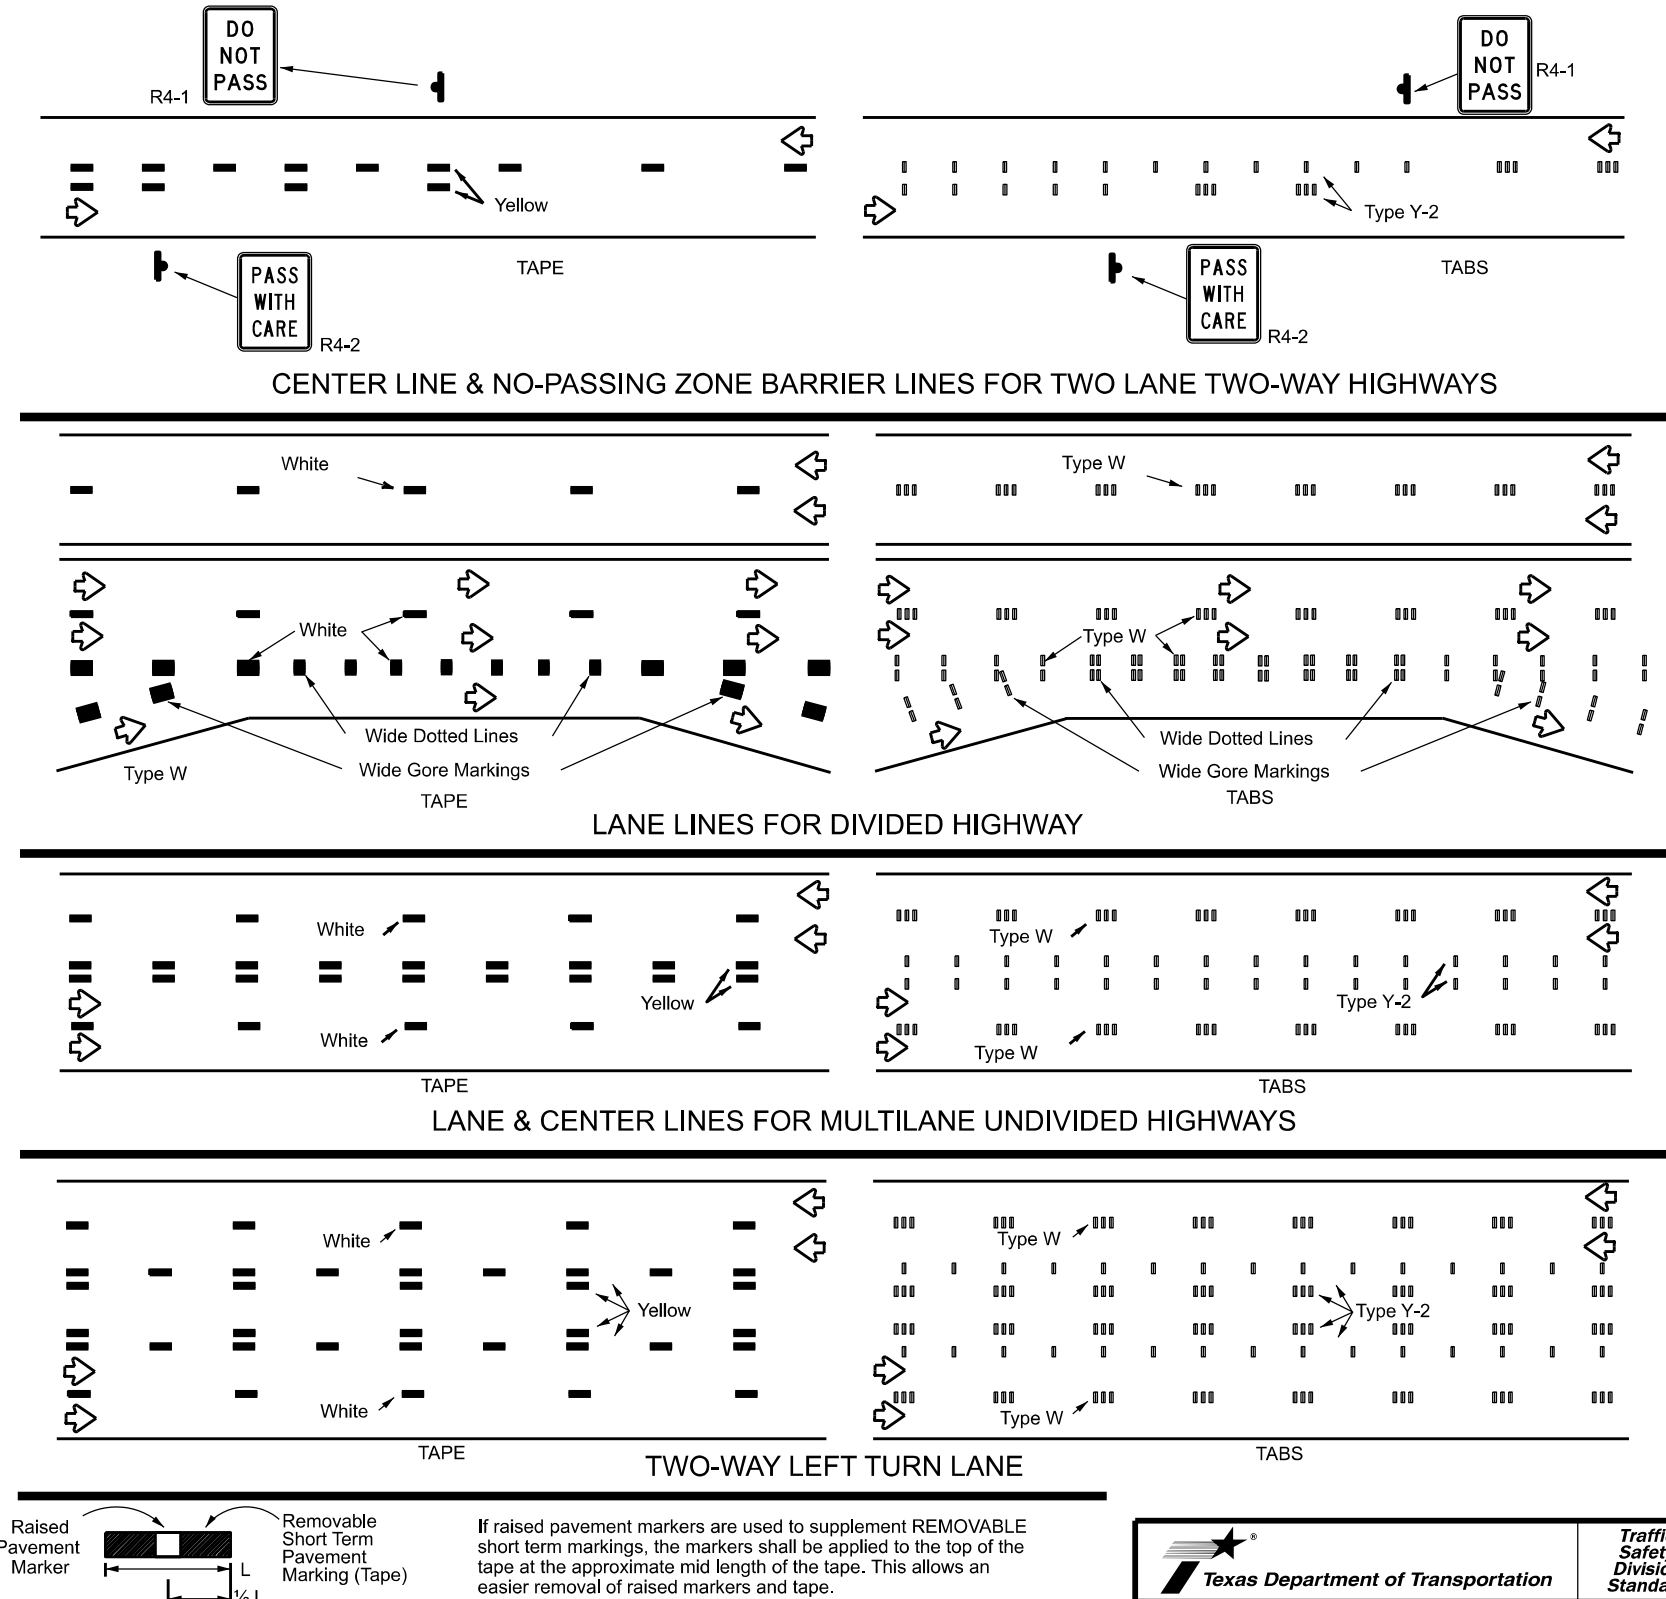 DO
NOT
PASS
R4-1
DO
NOT
PASS
R4-1
Yellow
Type Y-2
TAPE
TABS
PASS
WITH
CARE
R4-2
PASS
WITH
CARE
R4-2
CENTER LINE & NO-PASSING ZONE BARRIER LINES FOR TWO LANE TWO-WAY HIGHWAYS
White
Type W
White
Type W
Wide Dotted Lines
Wide Gore Markings
Type W
TAPE
Wide Dotted Lines
Wide Gore Markings
TABS
LANE LINES FOR DIVIDED HIGHWAY
White
Type W
Yellow
Type Y-2
White
Type W
TAPE
TABS
LANE & CENTER LINES FOR MULTILANE UNDIVIDED HIGHWAYS
White
Type W
Yellow
Type Y-2
White
Type W
TAPE
TABS
TWO-WAY LEFT TURN LANE
Raised
Pavement
Marker
Removable
Short Term
Pavement
Marking (Tape)
L
½ L
If raised pavement markers are used to supplement REMOVABLE
short term markings, the markers shall be applied to the top of the
tape at the approximate mid length of the tape. This allows an
easier removal of raised markers and tape.
®
Texas Department of Transportation
Traffic
Safety
Division
Standa